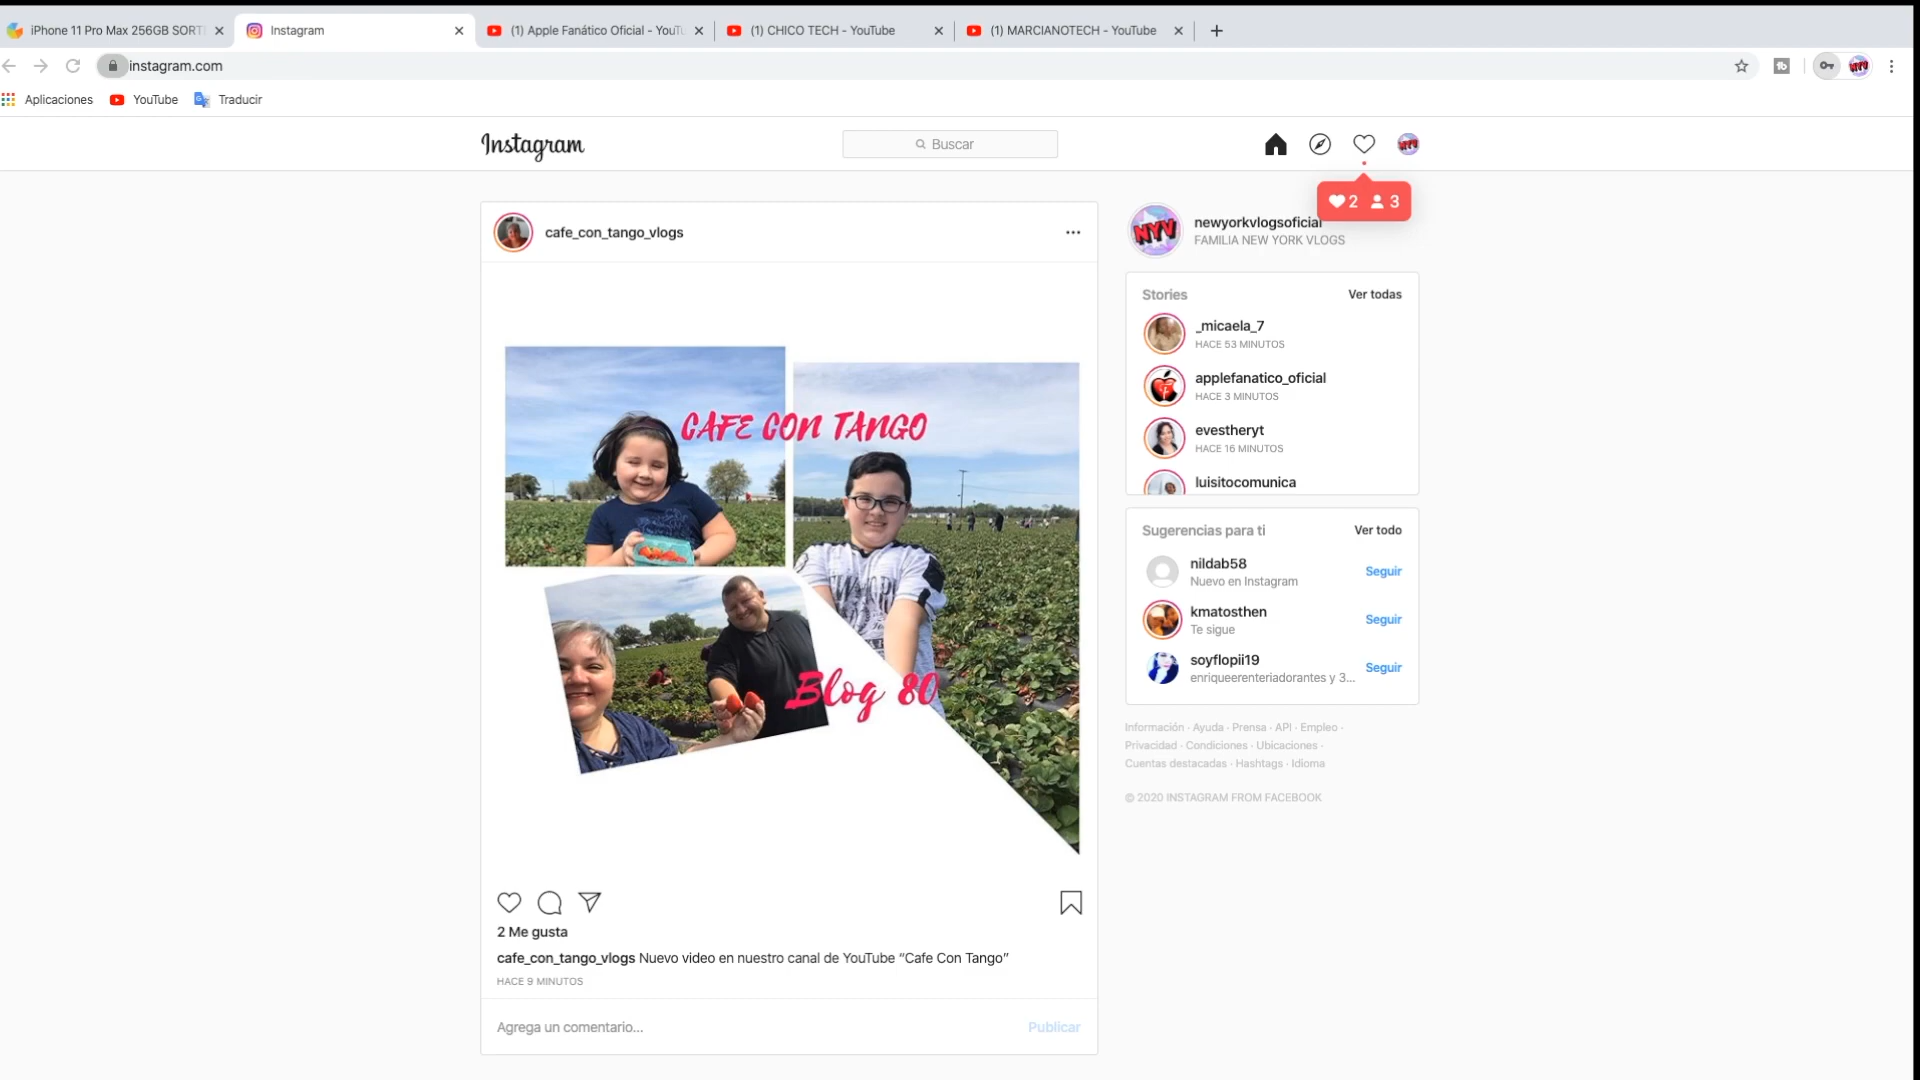 iPhone 11 Pro Max 256GB SORT
Instagram
(1) Apple Fanático Oficial - YouTu
(1) CHICO TECH - YouTube
(1) MARCIANOTECH - YouTube
instagram.com
Aplicaciones
YouTube
Traducir
Instagram
Buscar
2
3
cafe_con_tango_vlogs
NYV
newyorkvlogsoficial
FAMILIA NEW YORK VLOGS
Stories
Ver todas
_micaela_7
HACE 53 MINUTOS
applefanatico_oficial
HACE 3 MINUTOS
evestheryt
HACE 16 MINUTOS
luisitocomunica
CAFE CON TANGO
Blog 80
Sugerencias para ti
Ver todo
nildab58
Nuevo en Instagram
Seguir
kmatosthen
Te sigue
Seguir
soyflopii19
enriqueerenteriadorantes y 3...
Seguir
Información · Ayuda · Prensa · API · Empleo ·
Privacidad · Condiciones · Ubicaciones ·
Cuentas destacadas · Hashtags · Idioma
© 2020 INSTAGRAM FROM FACEBOOK
2 Me gusta
cafe_con_tango_vlogs Nuevo video en nuestro canal de YouTube “Cafe Con Tango”
HACE 9 MINUTOS
Agrega un comentario...
Publicar